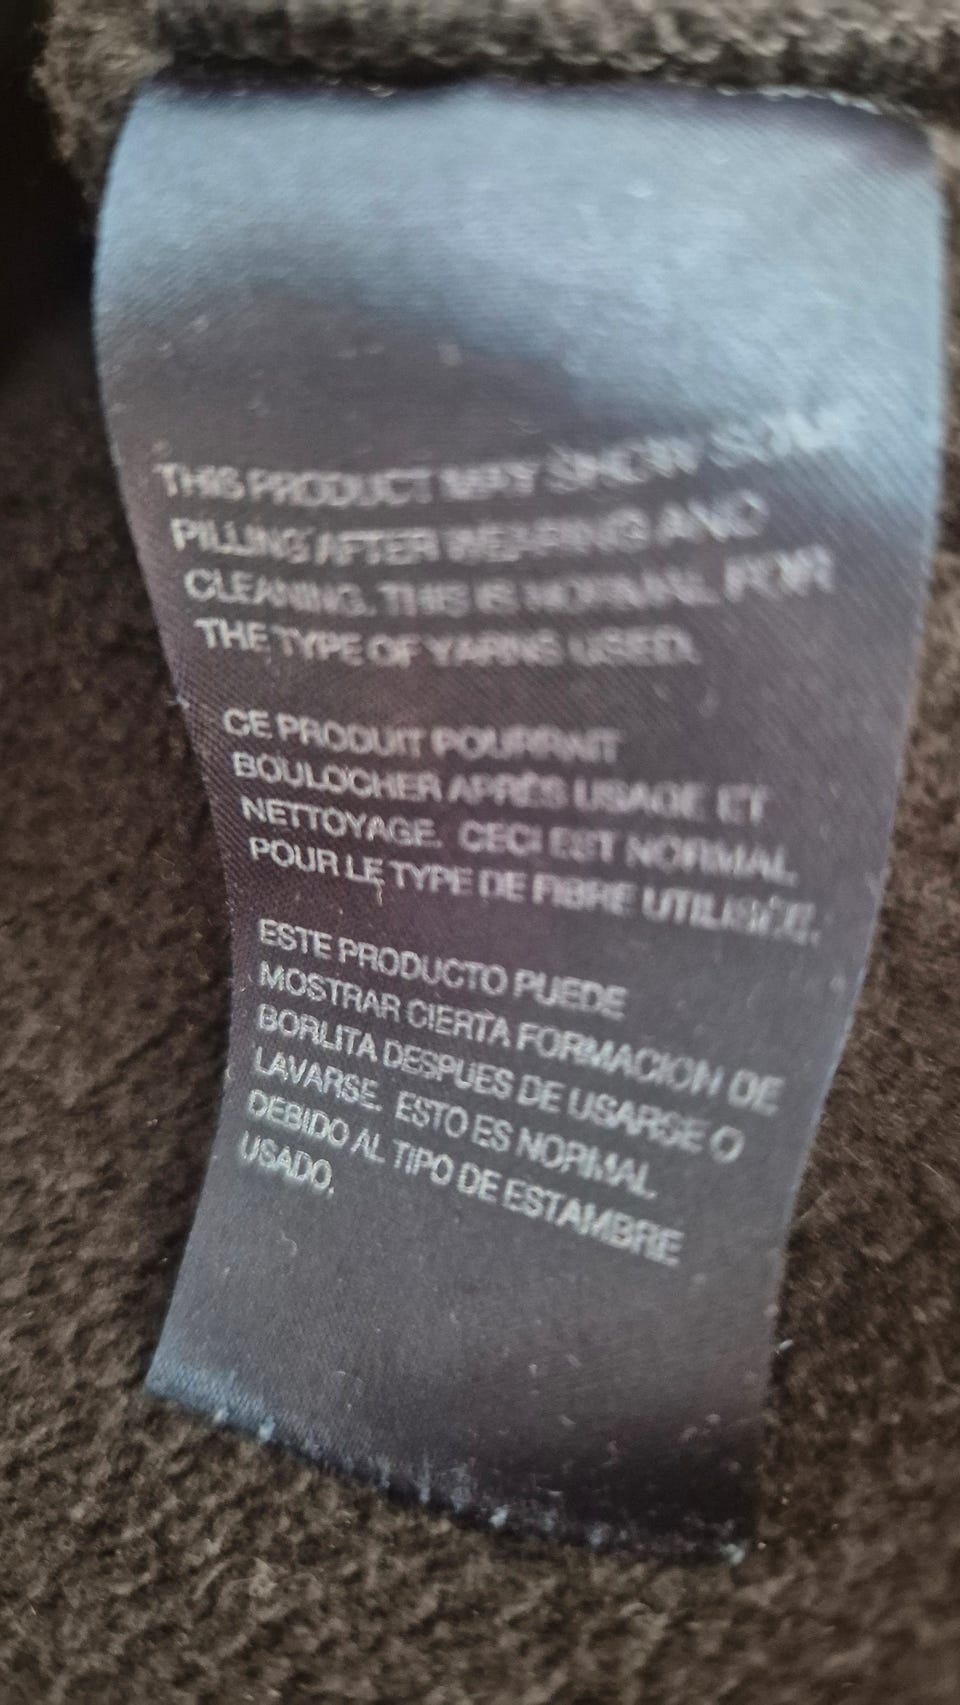 THIS PRODUCT MAY SHOW SOME
PILLING AFTER WEARING AND
CLEANING. THIS IS NORMAL FOR
THE TYPE OF YARNS USED.
CE PRODUIT POURRAIT
BOULOCHER APRÈS USAGE ET
NETTOYAGE. CECI EST NORMAL
POUR LE TYPE DE FIBRE UTILISÉE.
ESTE PRODUCTO PUEDE
MOSTRAR CIERTA FORMACION DE
BORLITA DESPUES DE USARSE O
LAVARSE. ESTO ES NORMAL
DEBIDO AL TIPO DE ESTAMBRE
USADO.